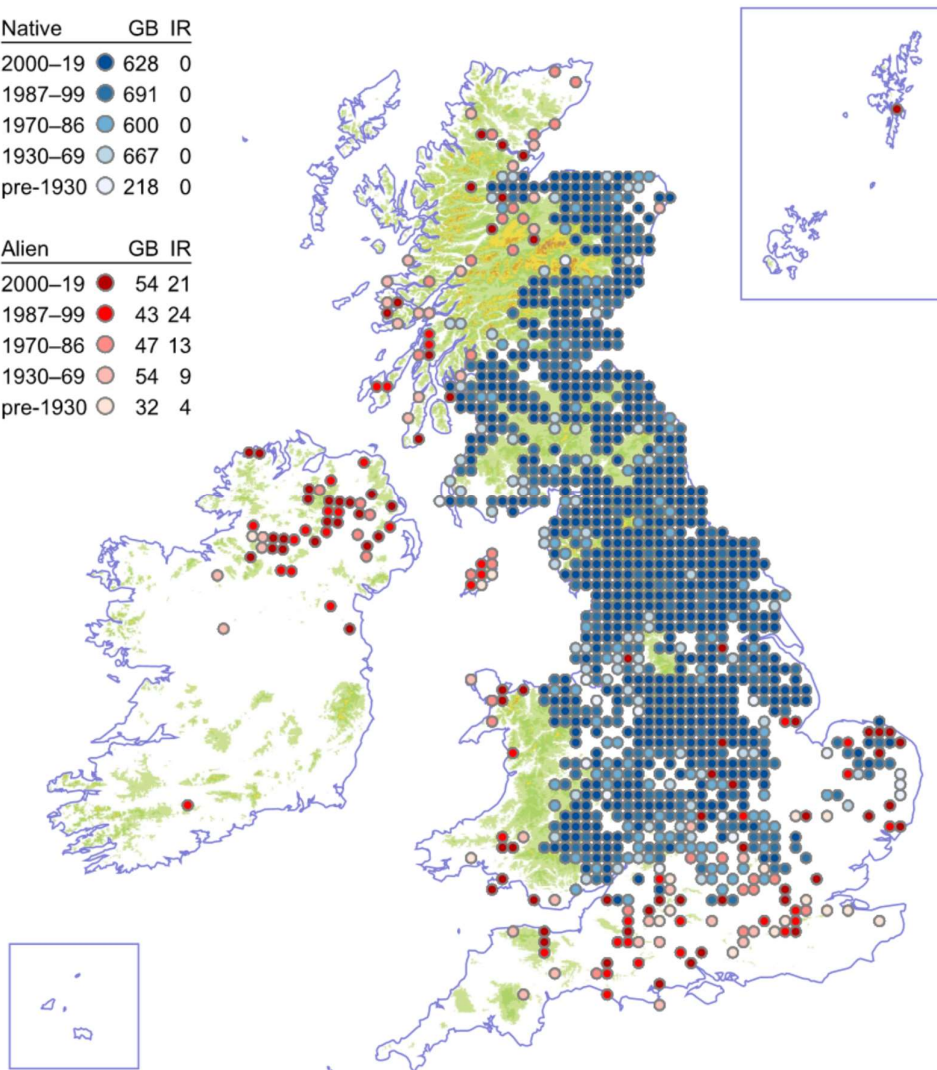 Native GB IR
2000–19 628 0
1987–99 691 0
1970–86 600 0
1930–69 667 0
pre-1930 218 0
Alien GB IR
2000–19 54 21
1987–99 43 24
1970–86 47 13
1930–69 54 9
pre-1930 32 4